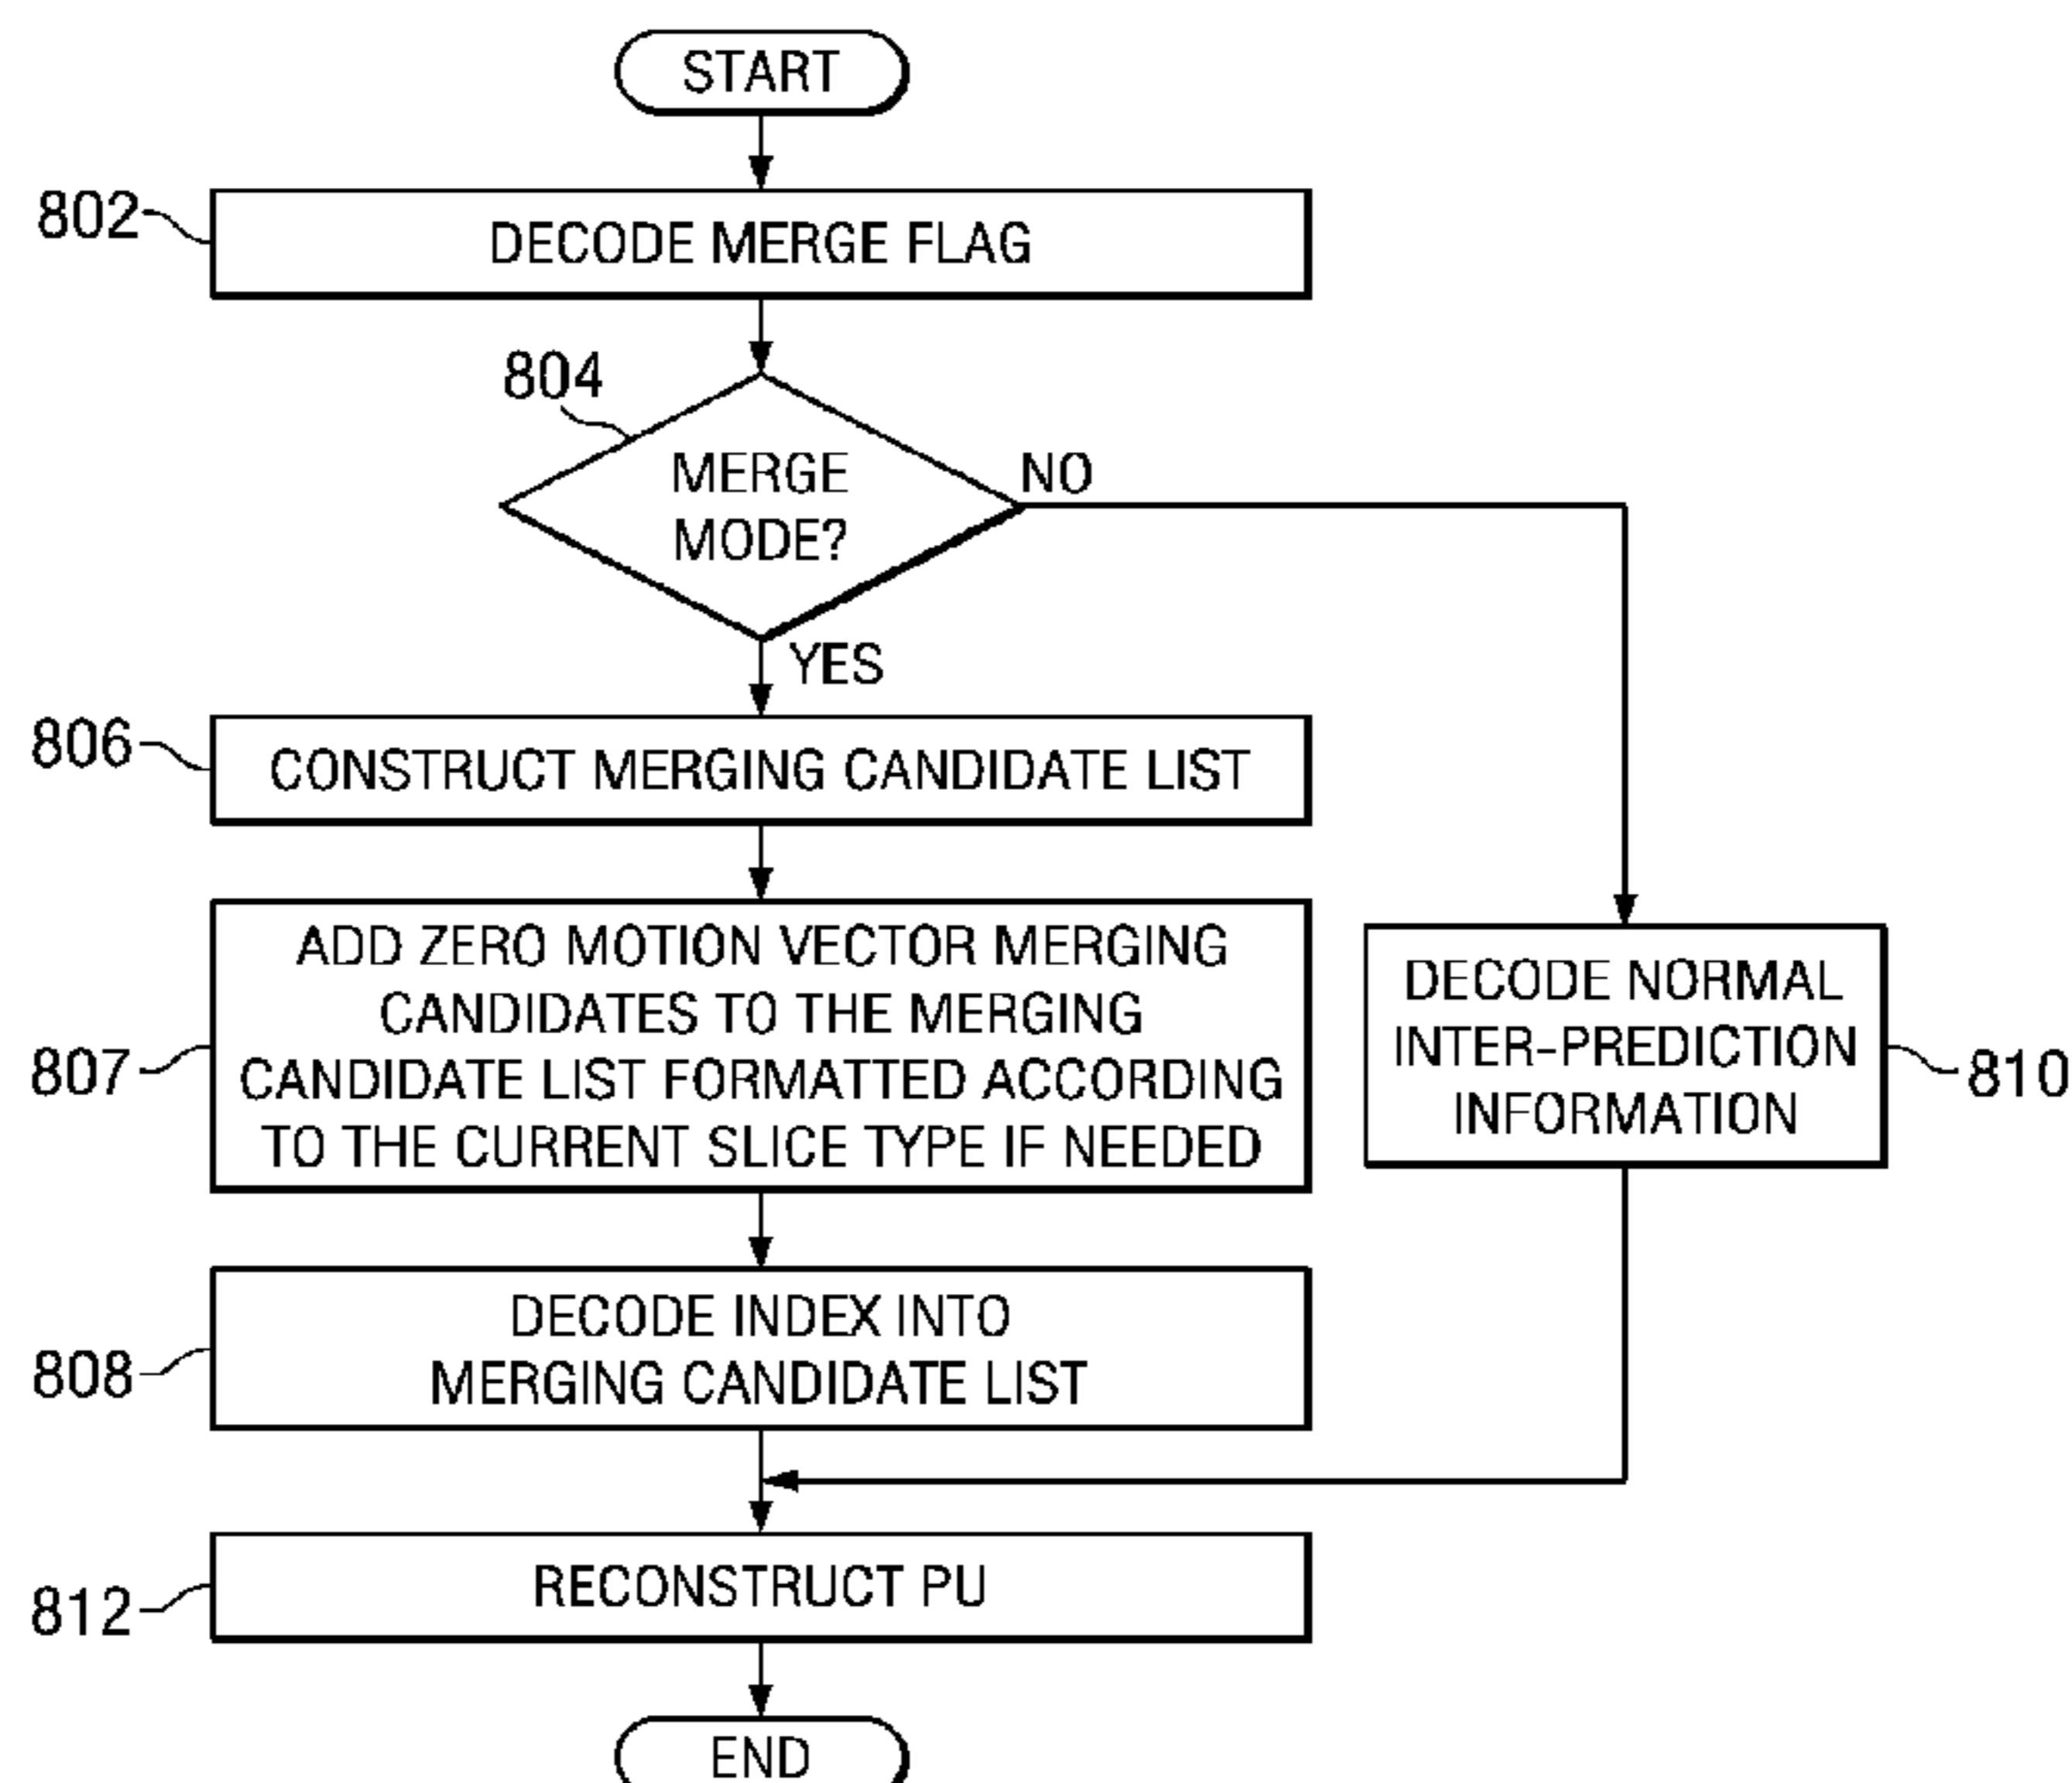 START
802
DECODE MERGE FLAG
804
MERGE
MODE?
NO
YES
806
CONSTRUCT MERGING CANDIDATE LIST
807
ADD ZERO MOTION VECTOR MERGING
CANDIDATES TO THE MERGING
CANDIDATE LIST FORMATTED ACCORDING
TO THE CURRENT SLICE TYPE IF NEEDED
DECODE NORMAL
INTER-PREDICTION
INFORMATION
810
808
DECODE INDEX INTO
MERGING CANDIDATE LIST
812
RECONSTRUCT PU
END